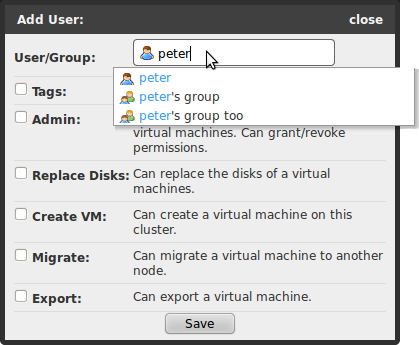 Add User: close
User/Group: peter
peter
peter's group
peter's group too
Tags:
Admin:
virtual machines. Can grant/revoke
permissions.
Replace Disks: Can replace the disks of a virtual
machines.
Create VM: Can create a virtual machine on this
cluster.
Migrate: Can migrate a virtual machine to another
node.
Export: Can export a virtual machine.
Save